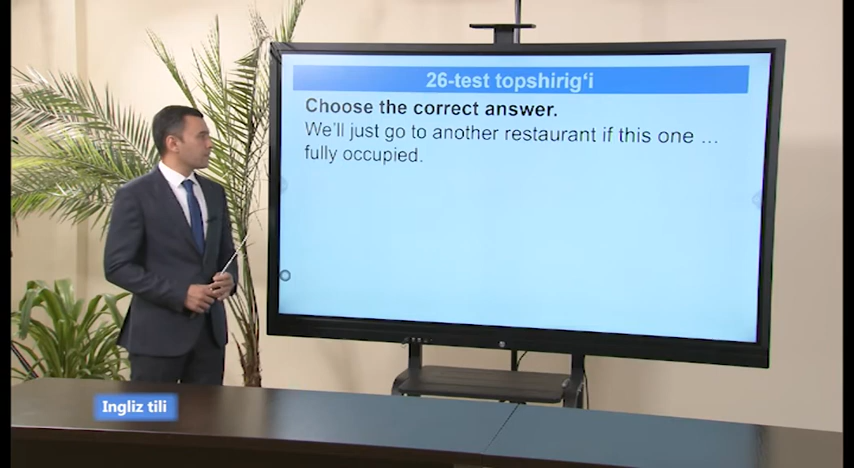 26-test topshirig‘i
Choose the correct answer.
We’ll just go to another restaurant if this one …
fully occupied.
Ingliz tili